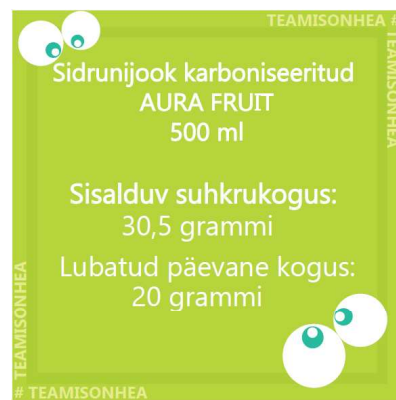 TEAMISONHEA #
TEAMISONHEA
Sidrunijook karboniseeritud
AURA FRUIT
500 ml
Sisalduv suhkrukogus:
30,5 grammi
Lubatud päevane kogus:
20 grammi
TEAMISONHEA
# TEAMISONHEA